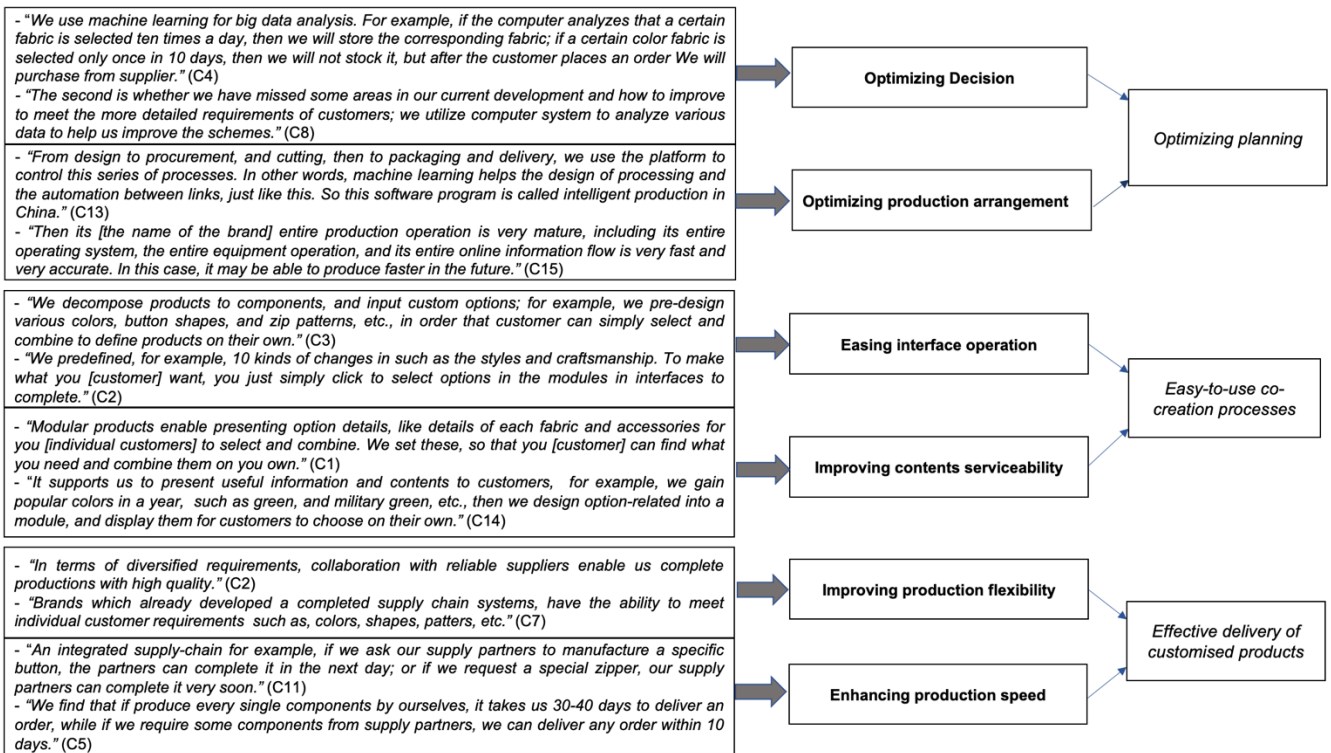 - “We use machine learning for big data analysis. For example, if the computer analyzes that a certain
fabric is selected ten times a day, then we will store the corresponding fabric; if a certain color fabric is
selected only once in 10 days, then we will not stock it, but after the customer places an order We will
purchase from supplier.” (C4)
- “The second is whether we have missed some areas in our current development and how to improve
to meet the more detailed requirements of customers; we utilize computer system to analyze various
data to help us improve the schemes.” (C8)
Optimizing Decision
- “From design to procurement, and cutting, then to packaging and delivery, we use the platform to
control this series of processes. In other words, machine learning helps the design of processing and
the automation between links, just like this. So this software program is called intelligent production in
China.” (C13)
- “Then its [the name of the brand] entire production operation is very mature, including its entire
operating system, the entire equipment operation, and its entire online information flow is very fast and
very accurate. In this case, it may be able to produce faster in the future.” (C15)
Optimizing production arrangement
Optimizing planning
- “We decompose products to components, and input custom options; for example, we pre-design
various colors, button shapes, and zip patterns, etc., in order that customer can simply select and
combine to define products on their own.” (C3)
- “We predefined, for example, 10 kinds of changes in such as the styles and craftsmanship. To make
what you [customer] want, you just simply click to select options in the modules in interfaces to
complete.” (C2)
Easing interface operation
- “Modular products enable presenting option details, like details of each fabric and accessories for
you [individual customers] to select and combine. We set these, so that you [customer] can find what
you need and combine them on you own.” (C1)
- “It supports us to present useful information and contents to customers, for example, we gain
popular colors in a year, such as green, and military green, etc., then we design option-related into a
module, and display them for customers to choose on their own.” (C14)
Improving contents serviceability
Easy-to-use co-
creation processes
- “In terms of diversified requirements, collaboration with reliable suppliers enable us complete
productions with high quality.” (C2)
- “Brands which already developed a completed supply chain systems, have the ability to meet
individual customer requirements such as, colors, shapes, patters, etc.” (C7)
Improving production flexibility
- “An integrated supply-chain for example, if we ask our supply partners to manufacture a specific
button, the partners can complete it in the next day; or if we request a special zipper, our supply
partners can complete it very soon.” (C11)
- “We find that if produce every single components by ourselves, it takes us 30-40 days to deliver an
order, while if we require some components from supply partners, we can deliver any order within 10
days.” (C5)
Enhancing production speed
Effective delivery of
customised products